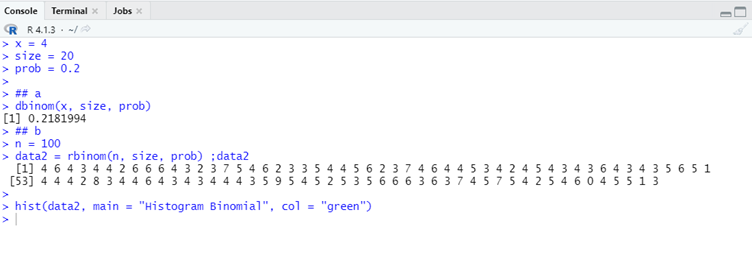 Console Terminal × Jobs ×
R 4.1.3 · ~/
> x = 4
> size = 20
> prob = 0.2
>
> ## a
> dbinom(x, size, prob)
[1] 0.2181994
> ## b
> n = 100
> data2 = rbinom(n, size, prob) ;data2
[1] 4 6 4 3 4 4 2 6 6 6 4 3 2 3 7 5 4 6 2 3 3 5 4 4 5 6 2 3 7 4 6 4 4 5 3 4 2 4 5 4 3 4 3 6 4 3 4 3 5 6 5 1
[53] 4 4 4 2 8 3 4 4 6 4 3 4 3 4 4 4 3 5 9 5 4 5 2 5 3 5 6 6 6 3 6 3 7 4 5 7 5 4 2 5 4 6 0 4 5 5 1 3
>
> hist(data2, main = "Histogram Binomial", col = "green")
>